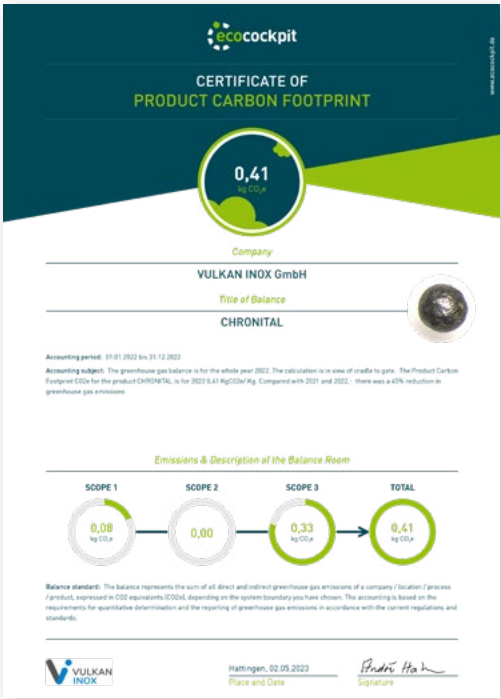 ecocockpit
www.ecocockpit.de
CERTIFICATE OF
PRODUCT CARBON FOOTPRINT
0,41
kg CO₂e
Company
VULKAN INOX GmbH
Title of Balance
CHRONITAL
Accounting period: 01.01.2022 bis 31.12.2022
Accounting subject: The greenhouse gas balance is for the whole year 2022. The calculation is in view of cradle to gate. The Product Carbon
Footprint CO2e for the product CHRONITAL is for 2023 0,41 KgCO2e/ Kg. Compared with 2021 and 2022,- there was a 45% reduction in
greenhouse gas emissions
Emissions & Description of the Balance Room
SCOPE 1 SCOPE 2 SCOPE 3 TOTAL
0,08 0,00 0,33 0,41
kg CO₂e kg CO₂e kg CO₂e
Balance standard: The balance represents the sum of all direct and indirect greenhouse gas emissions of a company / location / process
/ product, expressed in CO2 equivalents (CO2e), depending on the system boundary you have chosen. The accounting is based on the
requirements for quantitative determination and the reporting of greenhouse gas emissions in accordance with the current regulations and
standards.
VULKAN
INOX
Hattingen, 02.05.2023
Place and Date
André Hah
Signature